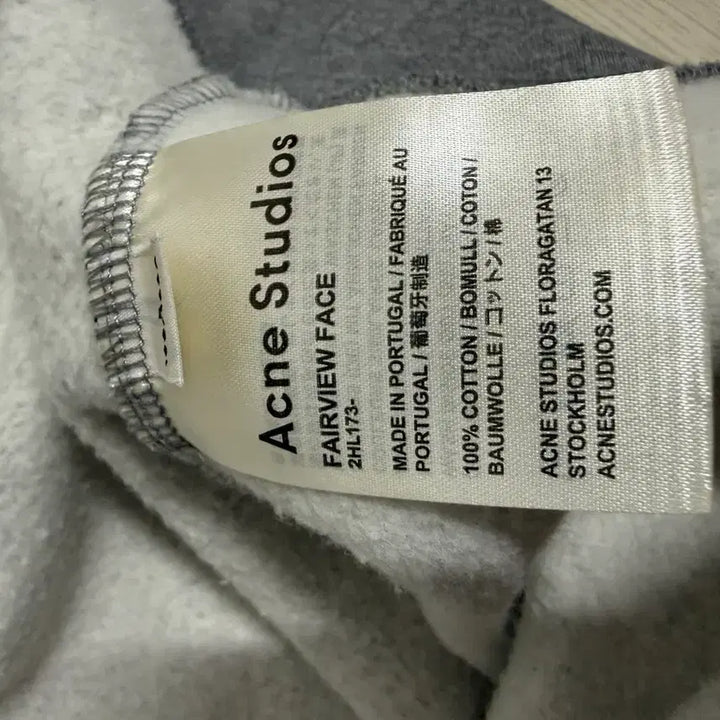 Acne Studios
FAIRVIEW FACE
2HL173-
MADE IN PORTUGAL / FABRIQUÉ AU
PORTUGAL / 葡萄牙制造
100% COTTON / BOMULL / COTON /
BAUMWOLLE / コットン / 棉
ACNE STUDIOS FLORAGATAN 13
STOCKHOLM
ACNESTUDIOS.COM